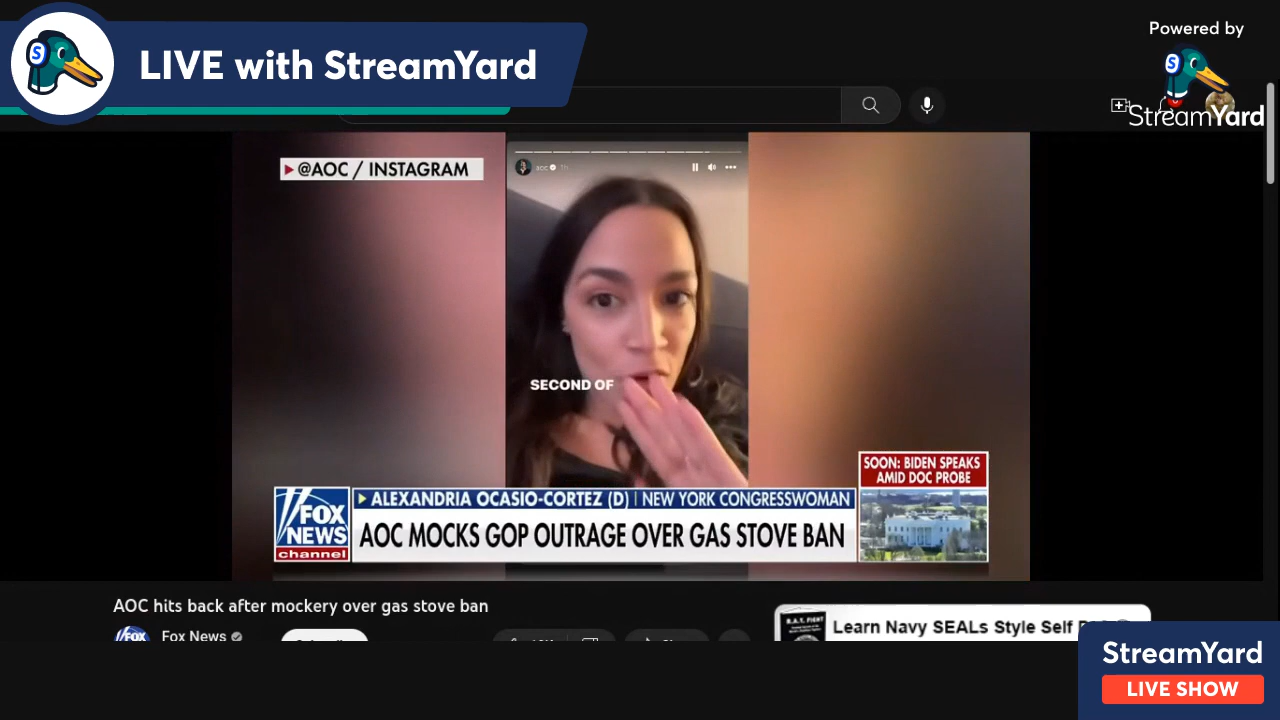 LIVE with StreamYard
Powered by
StreamYard
@AOC / INSTAGRAM
aoc
SECOND OF
SOON: BIDEN SPEAKS
AMID DOC PROBE
ALEXANDRIA OCASIO-CORTEZ (D) | NEW YORK CONGRESSWOMAN
FOX
NEWS
channel
AOC MOCKS GOP OUTRAGE OVER GAS STOVE BAN
AOC hits back after mockery over gas stove ban
Fox News
Learn Navy SEALs Style Self
StreamYard
LIVE SHOW